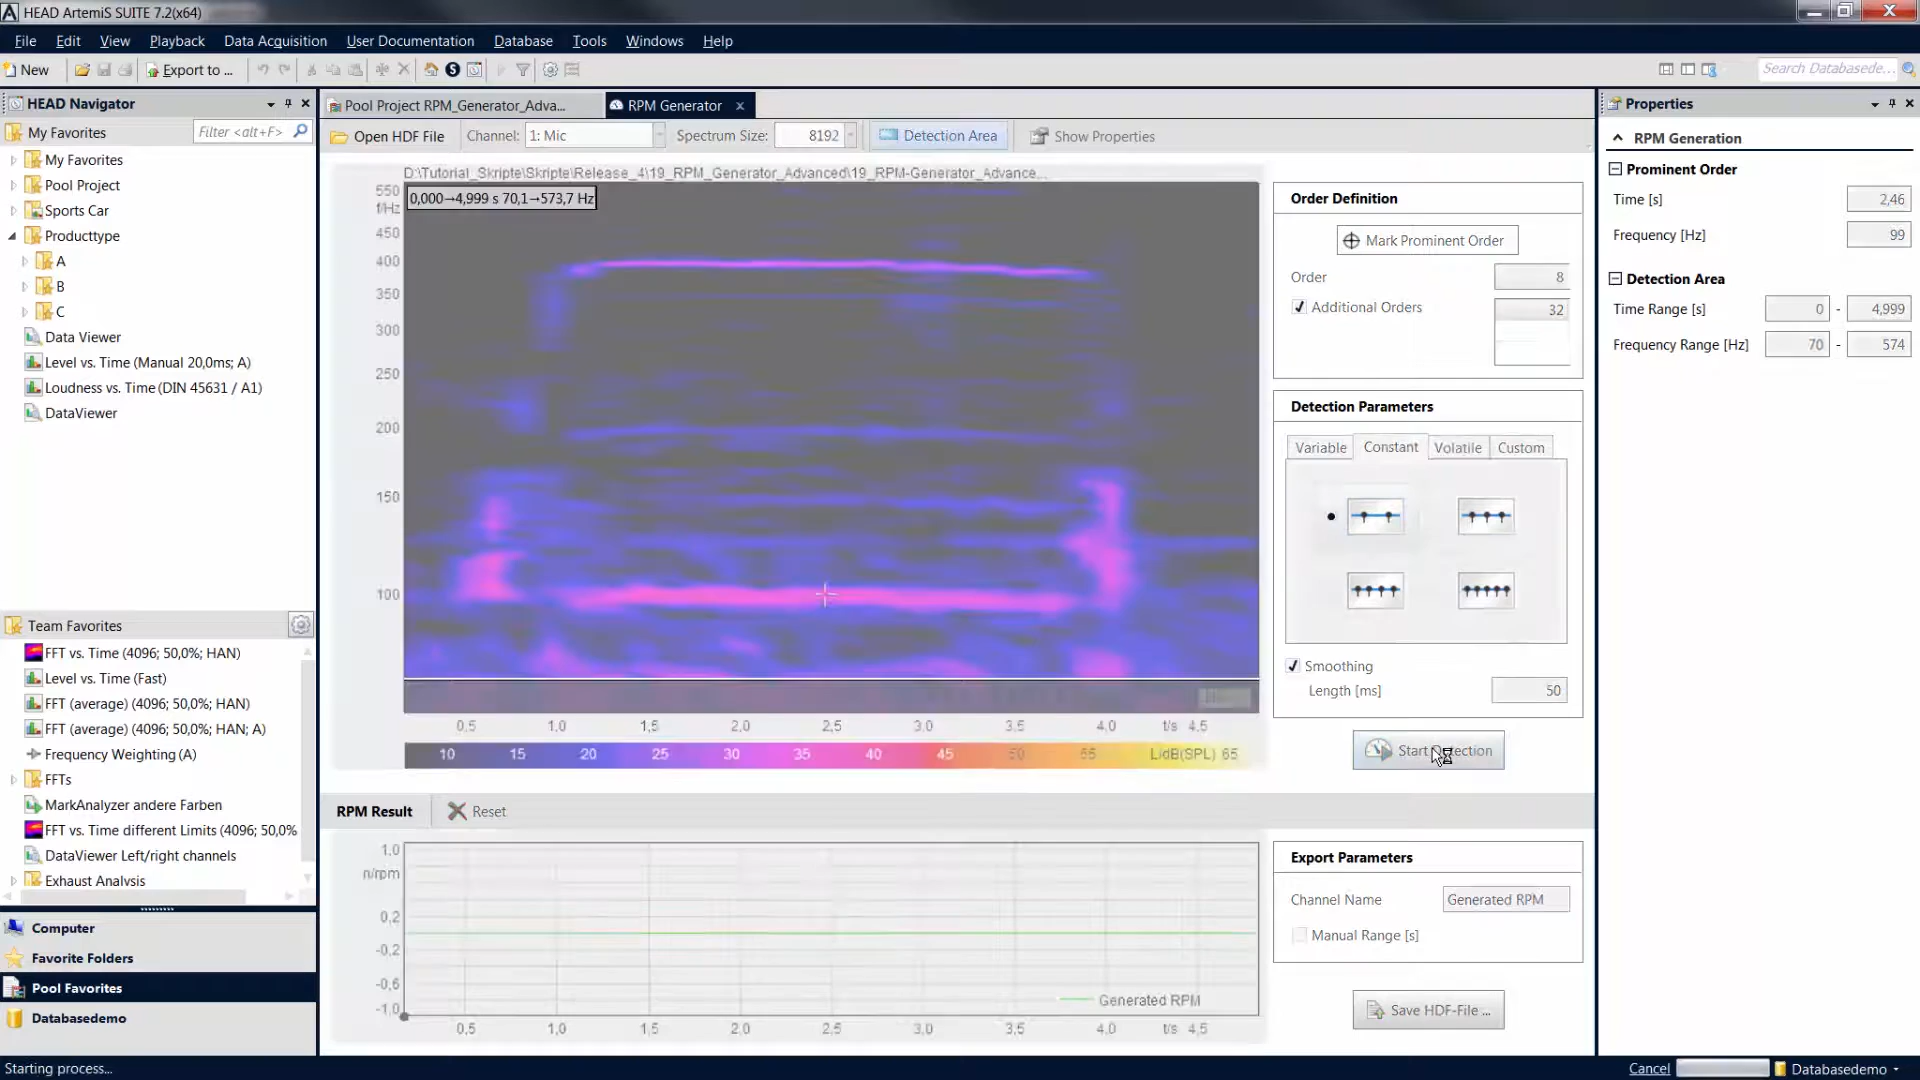 HEAD ArtemiS SUITE 7.2(x64)
File Edit View Playback Data Acquisition User Documentation Database Tools Windows Help
New Export to ... Search Databasede...
HEAD Navigator
My Favorites Filter <alt+F>
My Favorites
Pool Project
Sports Car
Producttype
A
B
C
Data Viewer
Level vs. Time (Manual 20,0ms; A)
Loudness vs. Time (DIN 45631 / A1)
DataViewer
Team Favorites
FFT vs. Time (4096; 50,0%; HAN)
Level vs. Time (Fast)
FFT (average) (4096; 50,0%; HAN)
FFT (average) (4096; 50,0%; HAN; A)
Frequency Weighting (A)
FFTs
MarkAnalyzer andere Farben
FFT vs. Time different Limits (4096; 50,0%
DataViewer Left/right channels
Exhaust Analysis
Computer
Favorite Folders
Pool Favorites
Databasedemo
Starting process...
Pool Project RPM_Generator_Adva... RPM Generator
Open HDF File Channel: 1: Mic Spectrum Size: 8192 Detection Area Show Properties
D:\Tutorial_Skripte\Skripte\Release_4\19_RPM_Generator_Advanced\19_RPM-Generator_Advance...
0,000→4,999 s 70,1→573,7 Hz
550
f/Hz
450
400
350
300
250
200
150
100
0,5 1,0 1,5 2,0 2,5 3,0 3,5 4,0 t/s 4,5
10 15 20 25 30 35 40 45 50 55 L/dB(SPL) 65
Order Definition
Mark Prominent Order
Order 8
Additional Orders 32
Detection Parameters
Variable Constant Volatile Custom
Smoothing
Length [ms] 50
Start Detection
RPM Result Reset
1,0
n/rpm
0,2
-0,2
-0,6
-1,0
Generated RPM
0,5 1,0 1,5 2,0 2,5 3,0 3,5 4,0 t/s 4,5
Export Parameters
Channel Name Generated RPM
Manual Range [s]
Save HDF-File ...
Properties
RPM Generation
Prominent Order
Time [s] 2,46
Frequency [Hz] 99
Detection Area
Time Range [s] 0 - 4,999
Frequency Range [Hz] 70 - 574
Cancel Databasedemo